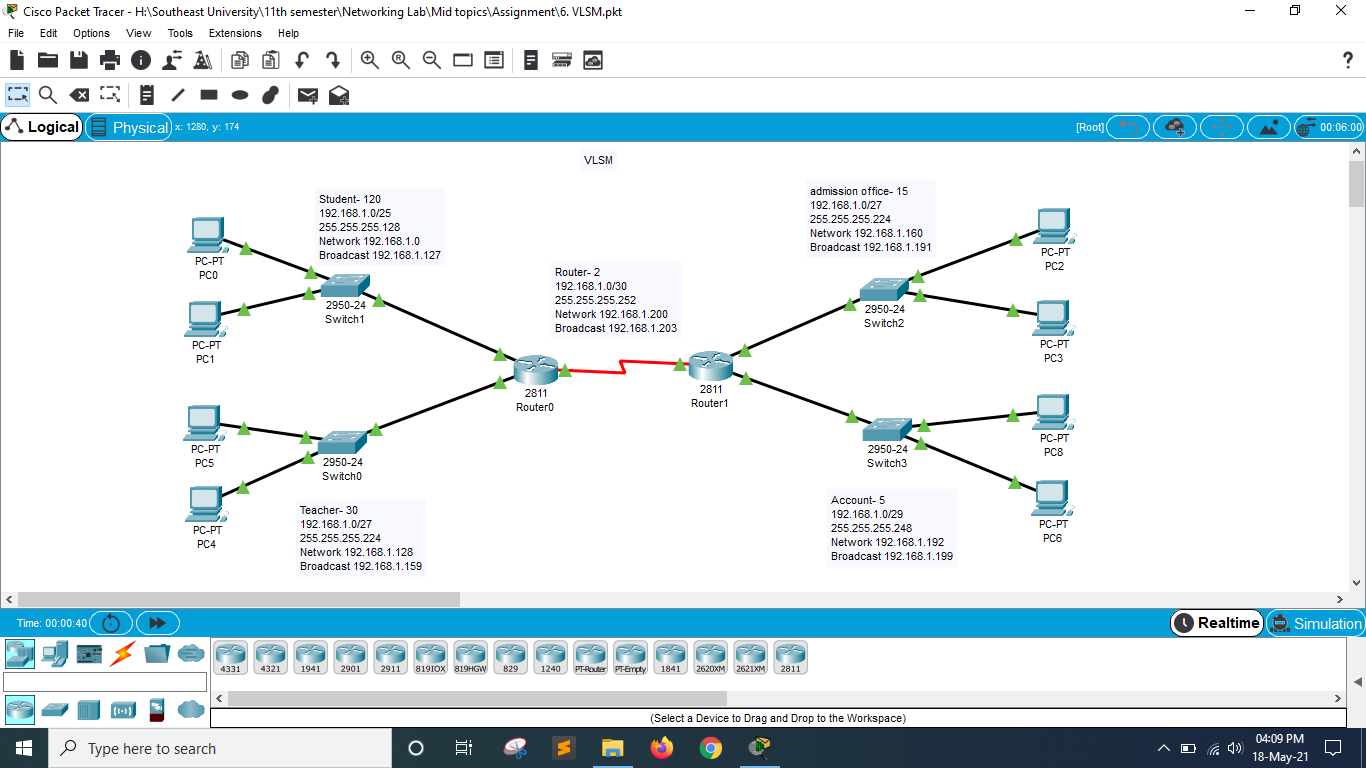 Cisco Packet Tracer - H:\Southeast University\11th semester\Networking Lab\Mid topics\Assignment\6. VLSM.pkt
File Edit Options View Tools Extensions Help
Logical Physical x: 1280, y: 174 [Root] 00:06:00
VLSM
Student- 120
192.168.1.0/25
255.255.255.128
Network 192.168.1.0
Broadcast 192.168.1.127
admission office- 15
192.168.1.0/27
255.255.255.224
Network 192.168.1.160
Broadcast 192.168.1.191
Router- 2
192.168.1.0/30
255.255.255.252
Network 192.168.1.200
Broadcast 192.168.1.203
PC-PT
PC0
2950-24
Switch1
PC-PT
PC1
PC-PT
PC2
2950-24
Switch2
PC-PT
PC3
2811
Router0
2811
Router1
PC-PT
PC5
2950-24
Switch0
PC-PT
PC4
PC-PT
PC8
2950-24
Switch3
PC-PT
PC6
Teacher- 30
192.168.1.0/27
255.255.255.224
Network 192.168.1.128
Broadcast 192.168.1.159
Account- 5
192.168.1.0/29
255.255.255.248
Network 192.168.1.192
Broadcast 192.168.1.199
Time: 00:00:40 Realtime Simulation
4331 4321 1941 2901 2911 819IOX 819HGW 829 1240 PT-Router PT-Empty 1841 2620XM 2621XM 2811
(Select a Device to Drag and Drop to the Workspace)
Type here to search
04:09 PM
18-May-21